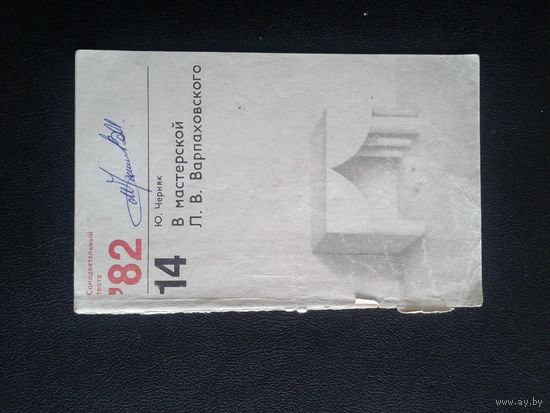 Самодеятельный
театр
'82
14
Ю. Черняк
В мастерской
Л. В. Варпаховского
www.ay.by